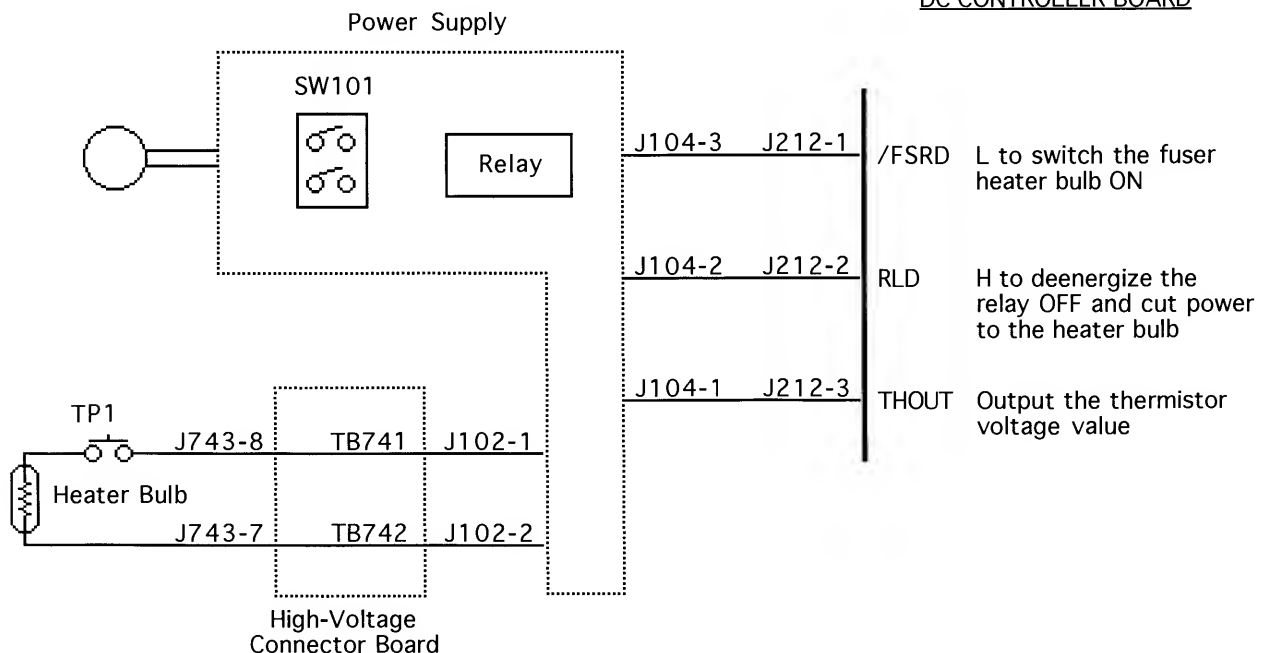 DC CONTROLLER BOARD
Power Supply
SW101
Relay
J104-3 J212-1
/FSRD L to switch the fuser
heater bulb ON
J104-2 J212-2
RLD H to deenergize the
relay OFF and cut power
to the heater bulb
J104-1 J212-3
THOUT Output the thermistor
voltage value
TP1
J743-8 TB741 J102-1
Heater Bulb
J743-7 TB742 J102-2
High-Voltage
Connector Board